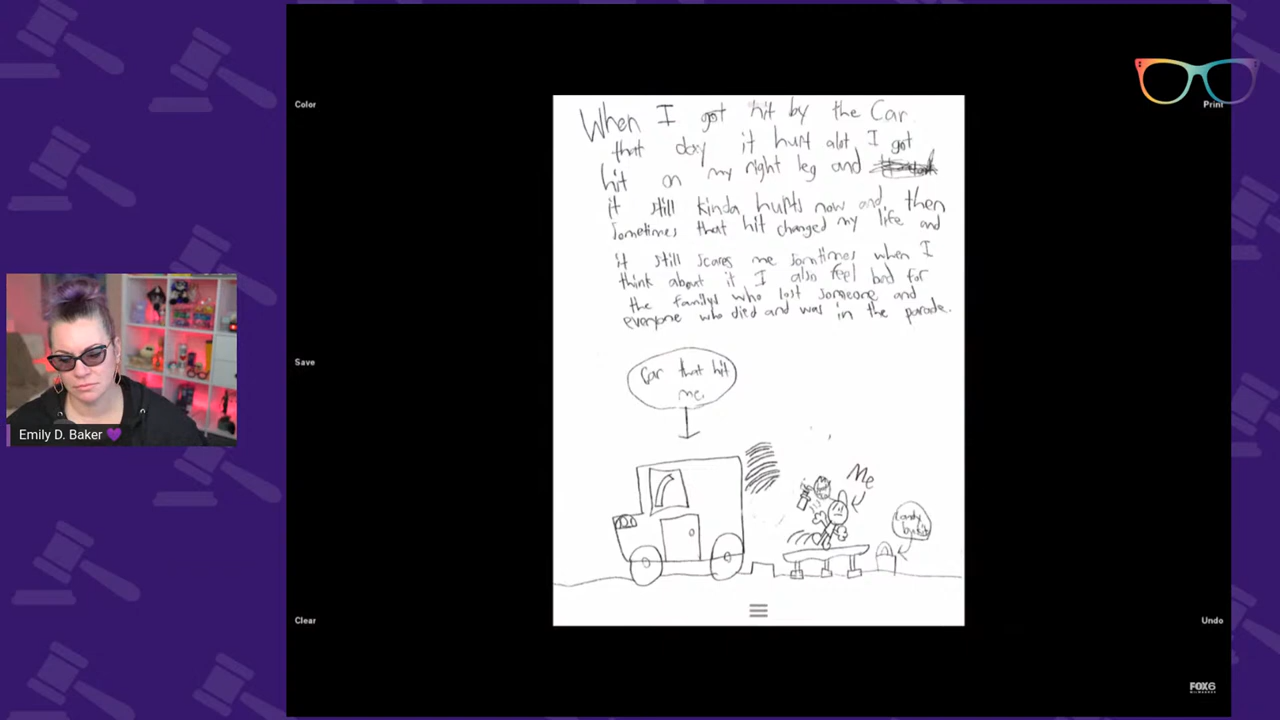 Color
Print
When I got hit by the Car
that day it hurt alot I got
hit on my right leg and
it still kinda hurts now and then
sometimes that hit changed my life and
it still scares me somtimes when I
think about it I also feel bad for
the familys who lost someone and
everyone who died and was in the parade.
Save
Car that hit
me
Emily D. Baker 💜
Me
Candy
Clear
Undo
FOX6
MILWAUKEE